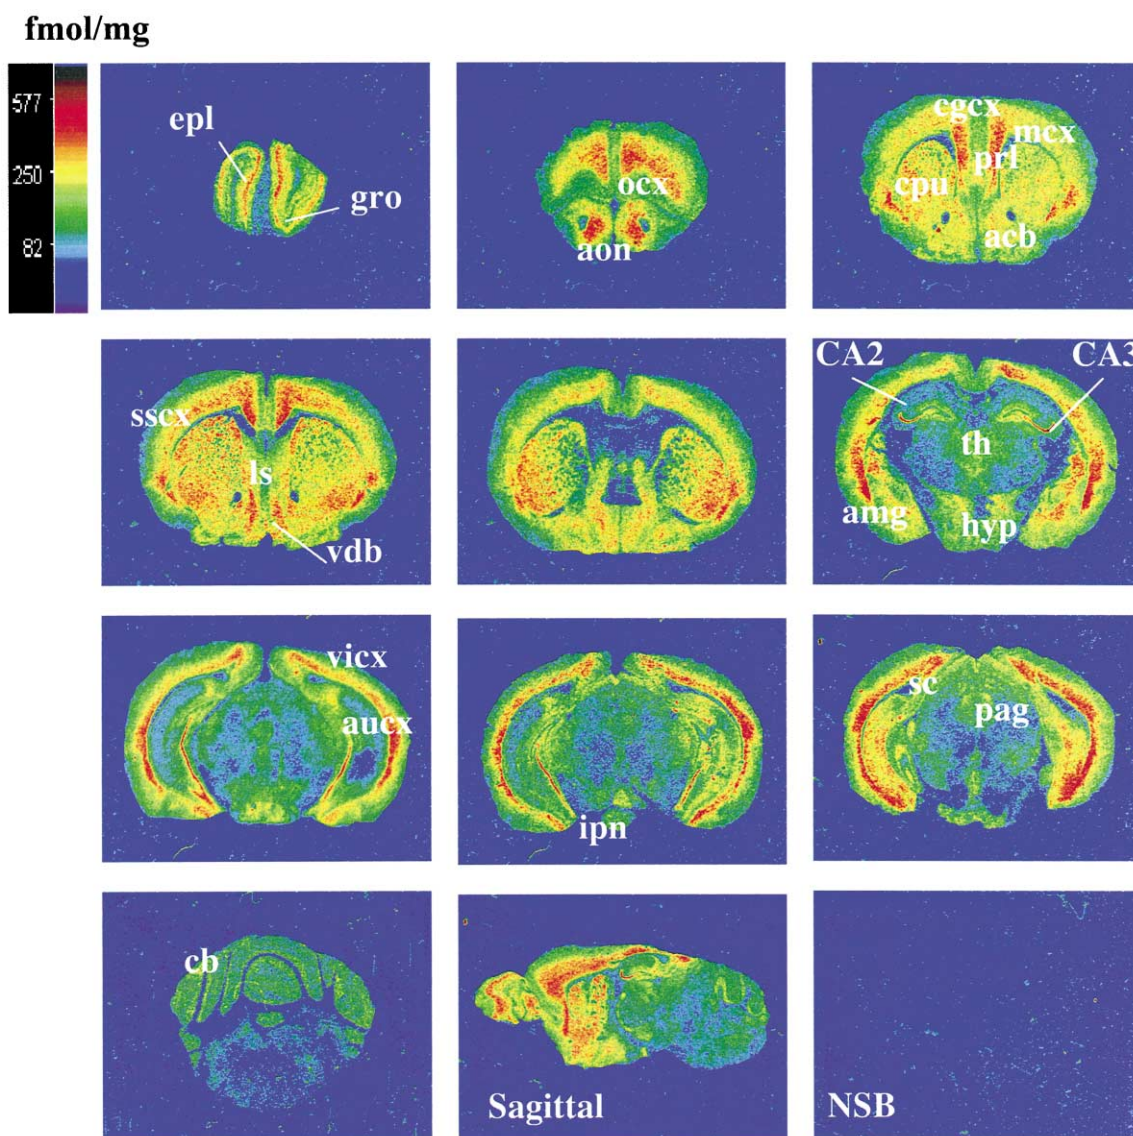 fmol/mg
577
250
82
epl
gro
ocx
aon
cgcx
mcx
prl
cpu
acb
sscx
ls
vdb
CA2
CA3
th
amg
hyp
vicx
aucx
ipn
sc
pag
cb
Sagittal
NSB